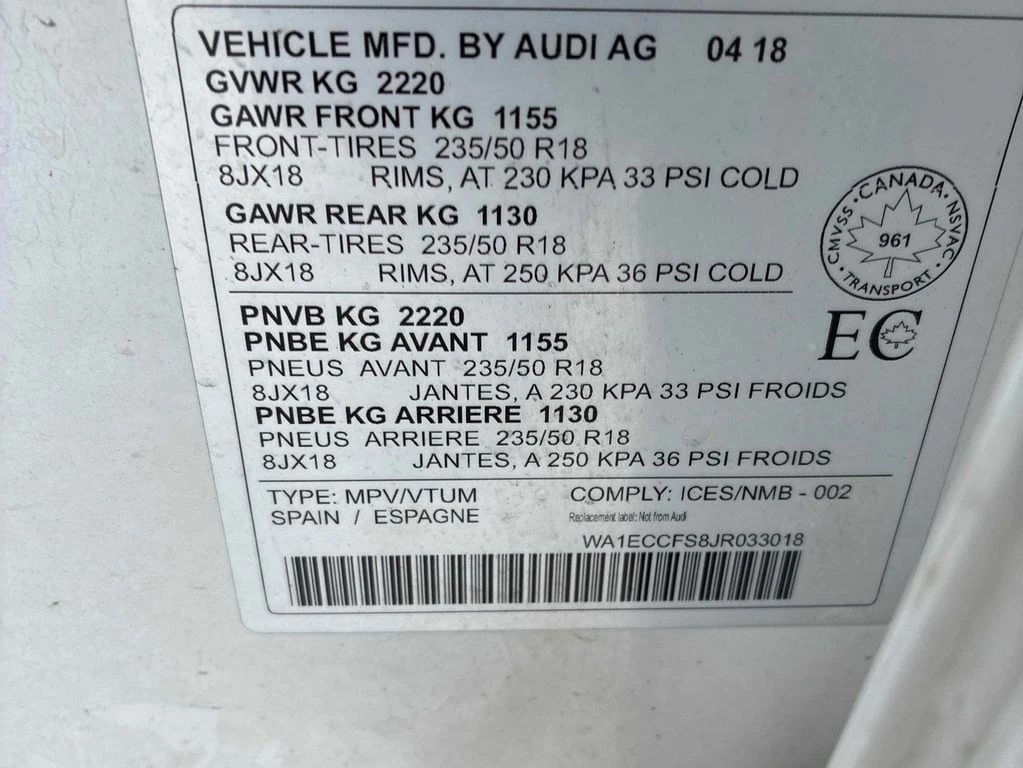 VEHICLE MFD. BY AUDI AG 04 18
GVWR KG 2220
GAWR FRONT KG 1155
FRONT-TIRES 235/50 R18
8JX18 RIMS, AT 230 KPA 33 PSI COLD
GAWR REAR KG 1130
REAR-TIRES 235/50 R18
8JX18 RIMS, AT 250 KPA 36 PSI COLD
CANADA · NSVAC · TRANSPORT · CMVSS ·
961
PNVB KG 2220
PNBE KG AVANT 1155
PNEUS AVANT 235/50 R18
8JX18 JANTES, A 230 KPA 33 PSI FROIDS
EC
PNBE KG ARRIERE 1130
PNEUS ARRIERE 235/50 R18
8JX18 JANTES, A 250 KPA 36 PSI FROIDS
TYPE: MPV/VTUM COMPLY: ICES/NMB - 002
SPAIN / ESPAGNE Replacement label: Not from Audi
WA1ECCFS8JR033018